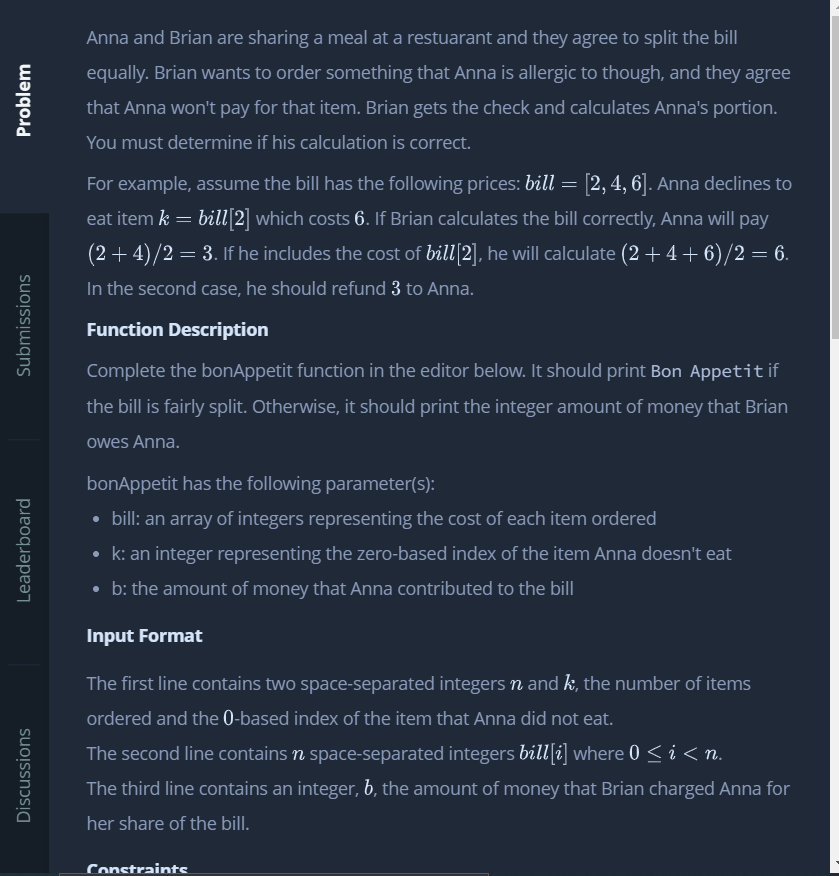 Problem
Submissions
Leaderboard
Discussions
Anna and Brian are sharing a meal at a restuarant and they agree to split the bill
equally. Brian wants to order something that Anna is allergic to though, and they agree
that Anna won't pay for that item. Brian gets the check and calculates Anna's portion.
You must determine if his calculation is correct.
For example, assume the bill has the following prices: bill = [2, 4, 6]. Anna declines to
eat item k = bill[2] which costs 6. If Brian calculates the bill correctly, Anna will pay
(2 + 4)/2 = 3. If he includes the cost of bill[2], he will calculate (2 + 4 + 6)/2 = 6.
In the second case, he should refund 3 to Anna.
Function Description
Complete the bonAppetit function in the editor below. It should print Bon Appetit if
the bill is fairly split. Otherwise, it should print the integer amount of money that Brian
owes Anna.
bonAppetit has the following parameter(s):
• bill: an array of integers representing the cost of each item ordered
• k: an integer representing the zero-based index of the item Anna doesn't eat
• b: the amount of money that Anna contributed to the bill
Input Format
The first line contains two space-separated integers n and k, the number of items
ordered and the 0-based index of the item that Anna did not eat.
The second line contains n space-separated integers bill[i] where 0 ≤ i < n.
The third line contains an integer, b, the amount of money that Brian charged Anna for
her share of the bill.
Constraints